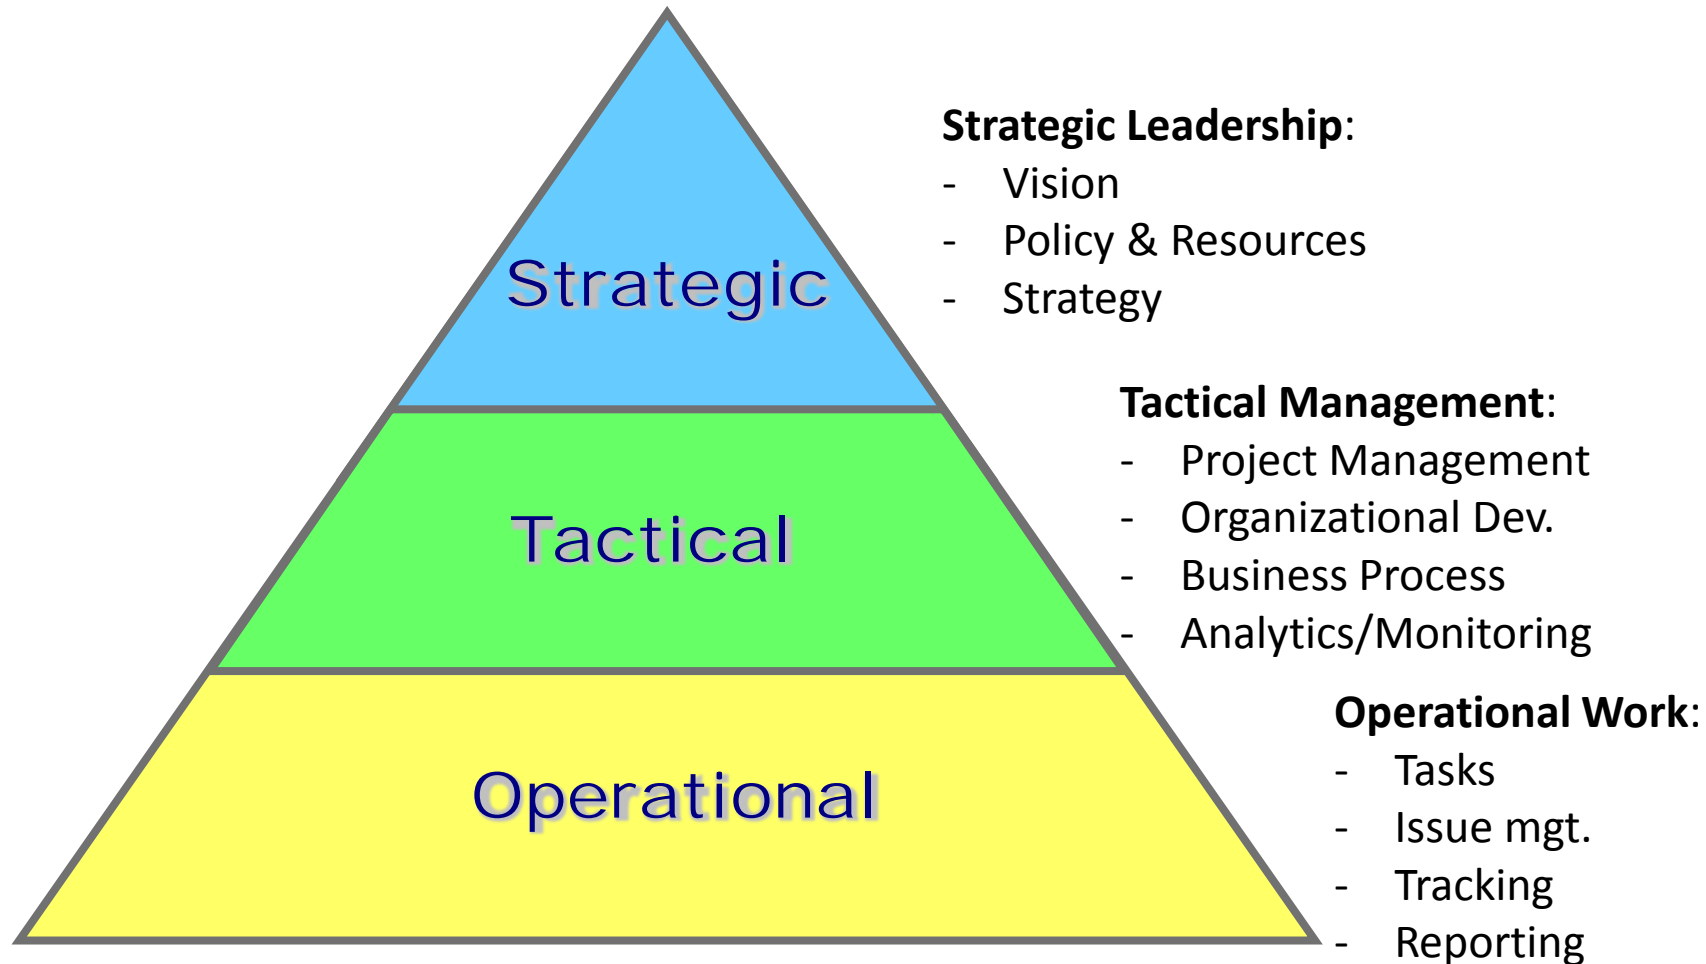 Strategic
Strategic Leadership:
- Vision
- Policy & Resources
- Strategy
Tactical
Tactical Management:
- Project Management
- Organizational Dev.
- Business Process
- Analytics/Monitoring
Operational
Operational Work:
- Tasks
- Issue mgt.
- Tracking
- Reporting